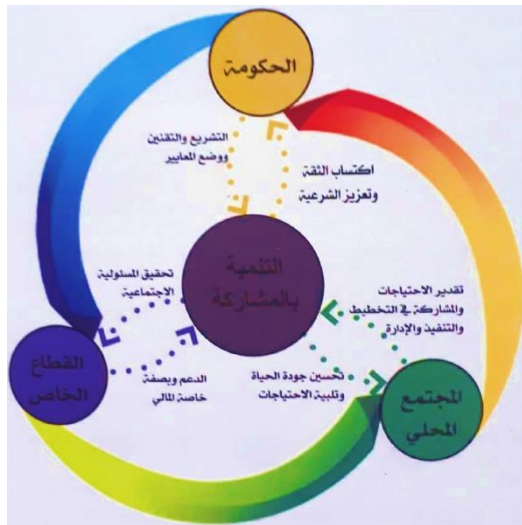 الحكومة
التشريع والتقنين
ووضع المعايير
اكتساب الثقة
وتعزيز الشرعية
التنمية
بالمشاركة
تحقيق المسئولية
الاجتماعية
تقدير الاحتياجات
والمشاركة في التخطيط
والتنفيذ والإدارة
القطاع
الخاص
الدعم وبصفة
خاصة المالي
تحسين جودة الحياة
وتلبية الاحتياجات
المجتمع
المحلي